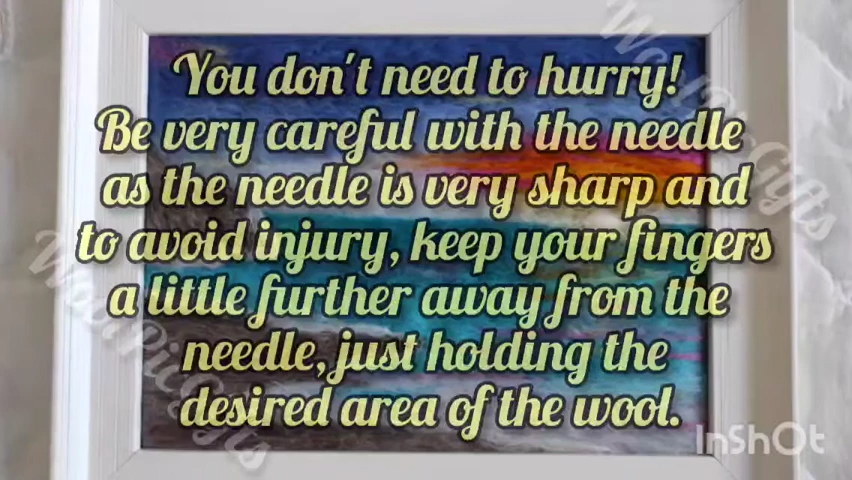 You don't need to hurry!
Be very careful with the needle
as the needle is very sharp and
to avoid injury, keep your fingers
a little further away from the
needle, just holding the
desired area of the wool.
WoolPicGifts
WoolPicGifts
InShOt